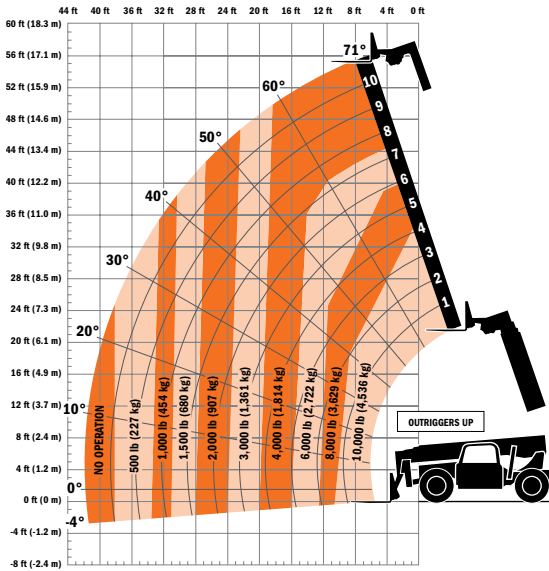 44 ft 40 ft 36 ft 32 ft 28 ft 24 ft 20 ft 16 ft 12 ft 8 ft 4 ft 0 ft
60 ft (18.3 m)
56 ft (17.1 m)
52 ft (15.9 m)
48 ft (14.6 m)
44 ft (13.4 m)
40 ft (12.2 m)
36 ft (11.0 m)
32 ft (9.8 m)
28 ft (8.5 m)
24 ft (7.3 m)
20 ft (6.1 m)
16 ft (4.9 m)
12 ft (3.7 m)
8 ft (2.4 m)
4 ft (1.2 m)
0 ft (0 m)
-4 ft (-1.2 m)
-8 ft (-2.4 m)
71°
60°
50°
40°
30°
20°
10°
0°
-4°
10
9
8
7
6
5
4
3
2
1
NO OPERATION
500 lb (227 kg)
1,000 lb (454 kg)
1,500 lb (680 kg)
2,000 lb (907 kg)
3,000 lb (1,361 kg)
4,000 lb (1,814 kg)
6,000 lb (2,722 kg)
8,000 lb (3,629 kg)
10,000 lb (4,536 kg)
OUTRIGGERS UP